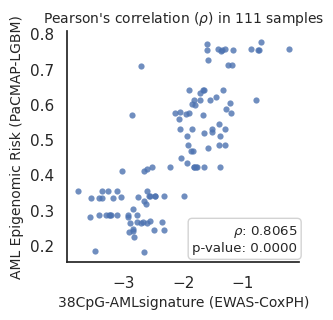 Pearson's correlation (ρ) in 111 samples
AML Epigenomic Risk (PaCMAP-LGBM)
0.8
0.7
0.6
0.5
0.4
0.3
0.2
ρ: 0.8065
p-value: 0.0000
−3 −2 −1
38CpG-AMLsignature (EWAS-CoxPH)